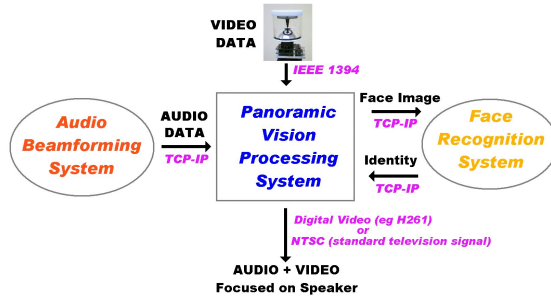 VIDEO
DATA
IEEE 1394
Audio
Beamforming
System
AUDIO
DATA
TCP-IP
Panoramic
Vision
Processing
System
Face Image
TCP-IP
Identity
TCP-IP
Face
Recognition
System
Digital Video (eg H261)
or
NTSC (standard television signal)
AUDIO + VIDEO
Focused on Speaker